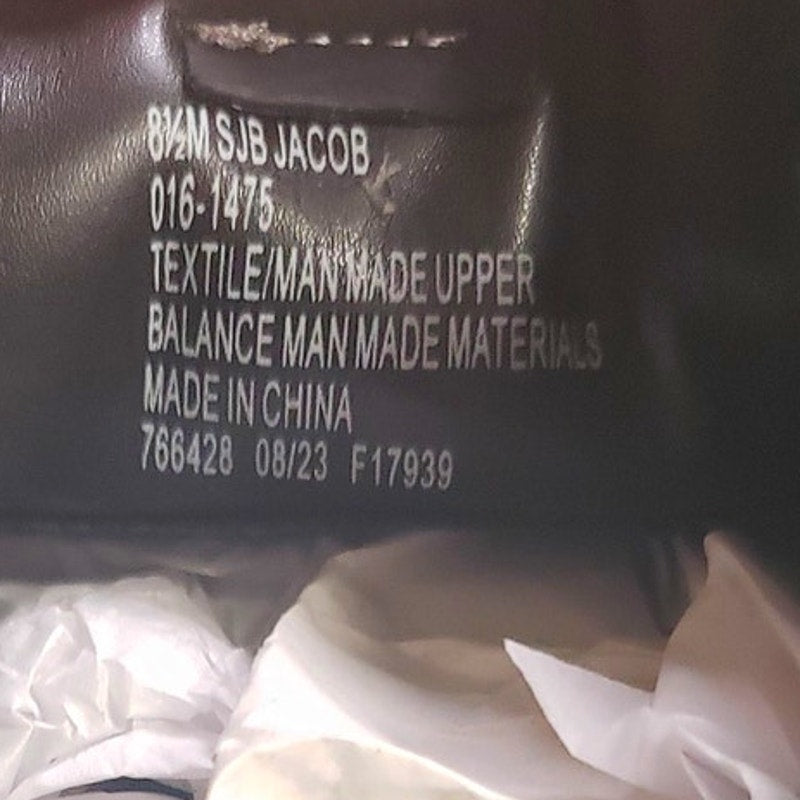 8½M SJB JACOB
016-1475
TEXTILE/MAN MADE UPPER
BALANCE MAN MADE MATERIALS
MADE IN CHINA
766428 08/23 F17939